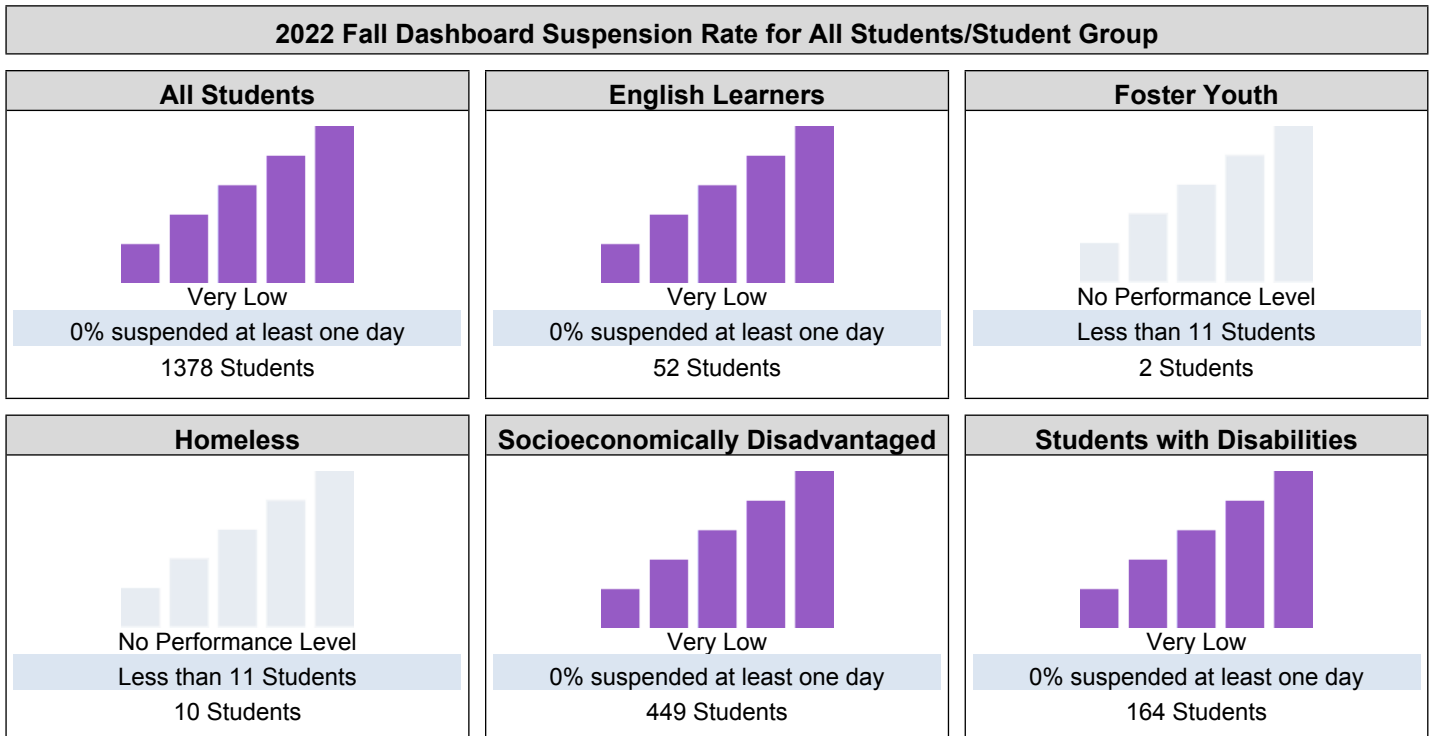 2022 Fall Dashboard Suspension Rate for All Students/Student Group
All Students
Very Low
0% suspended at least one day
1378 Students
English Learners
Very Low
0% suspended at least one day
52 Students
Foster Youth
No Performance Level
Less than 11 Students
2 Students
Homeless
No Performance Level
Less than 11 Students
10 Students
Socioeconomically Disadvantaged
Very Low
0% suspended at least one day
449 Students
Students with Disabilities
Very Low
0% suspended at least one day
164 Students